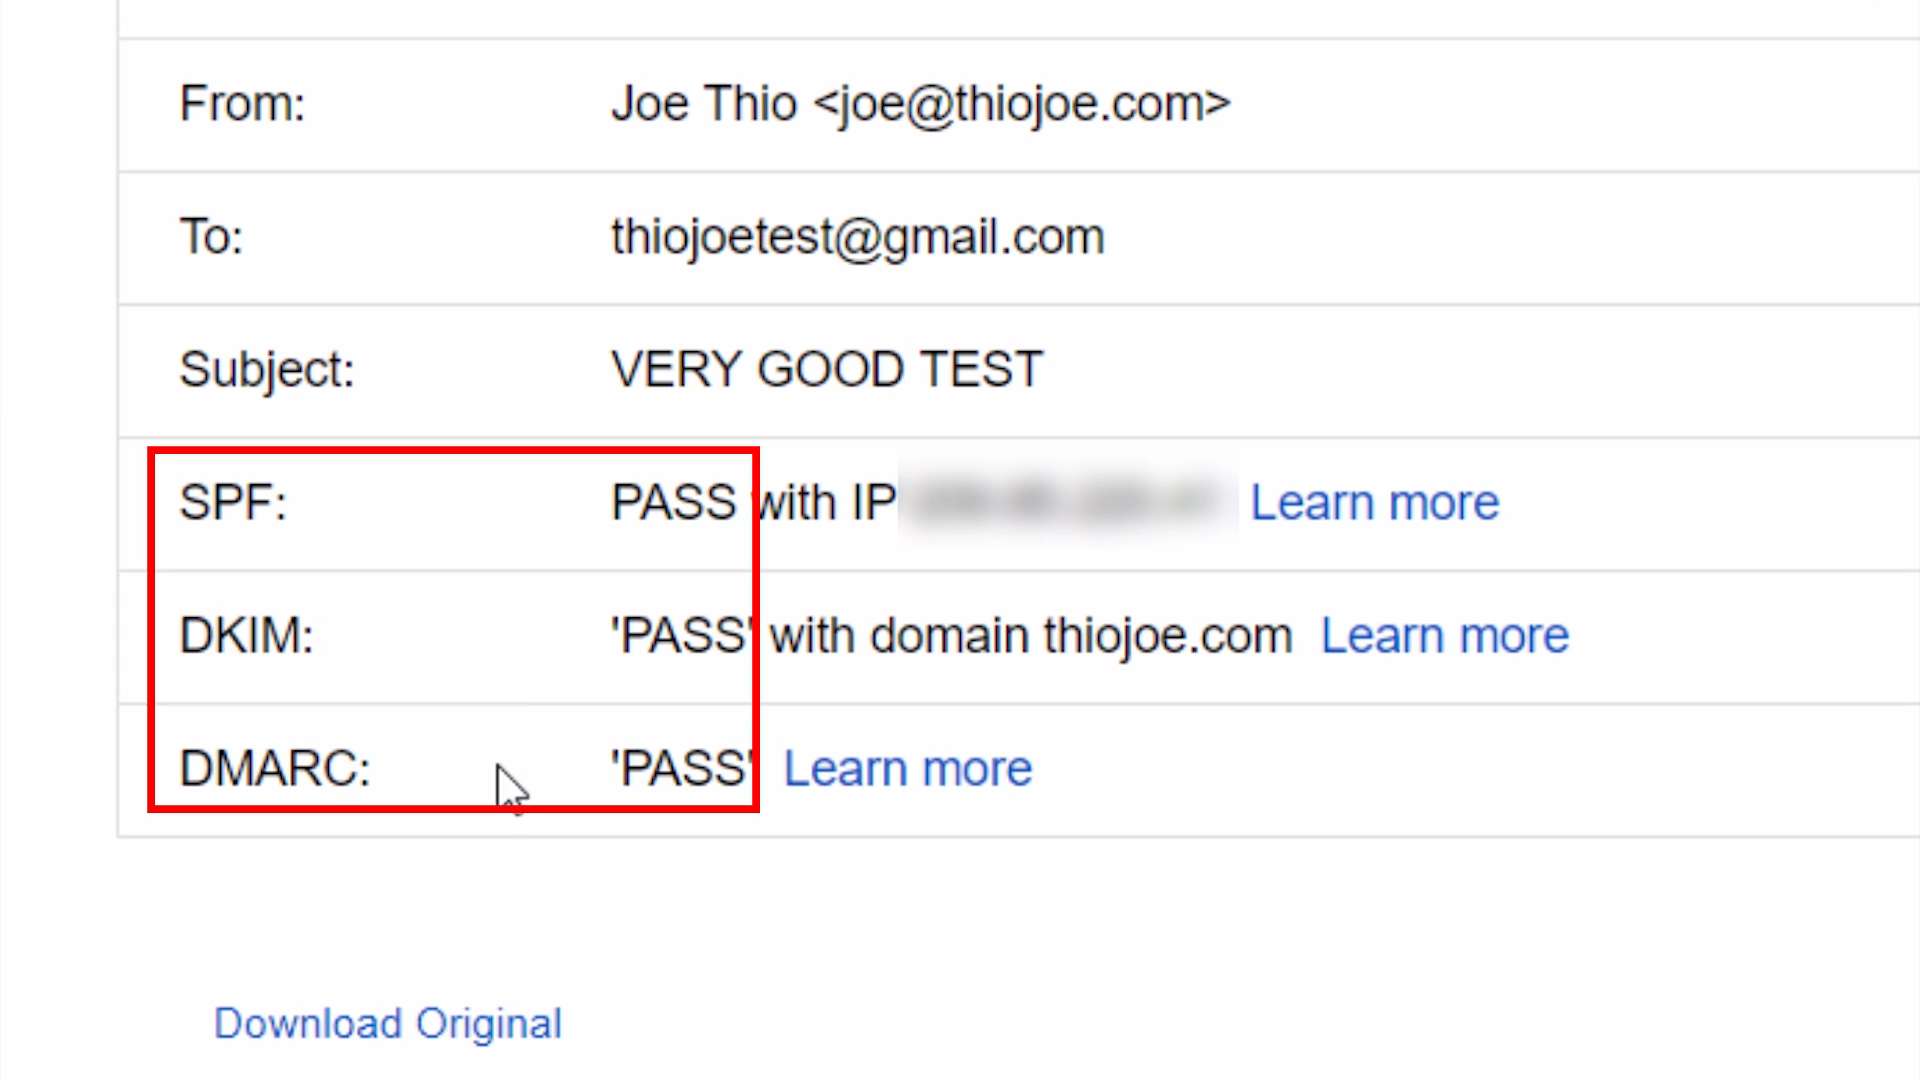 From: Joe Thio <joe@thiojoe.com>
To: thiojoetest@gmail.com
Subject: VERY GOOD TEST
SPF: PASS with IP Learn more
DKIM: 'PASS' with domain thiojoe.com Learn more
DMARC: 'PASS' Learn more
Download Original